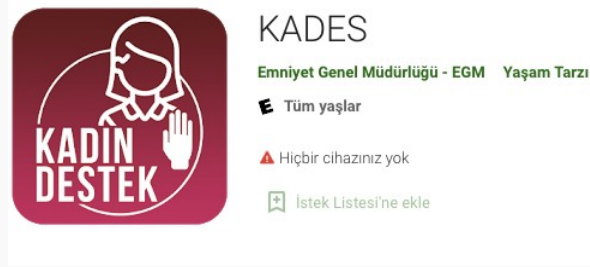 KADES
Emniyet Genel Müdürlüğü - EGM Yaşam Tarzı
E Tüm yaşlar
Hiçbir cihazınız yok
İstek Listesi'ne ekle
KADIN
DESTEK